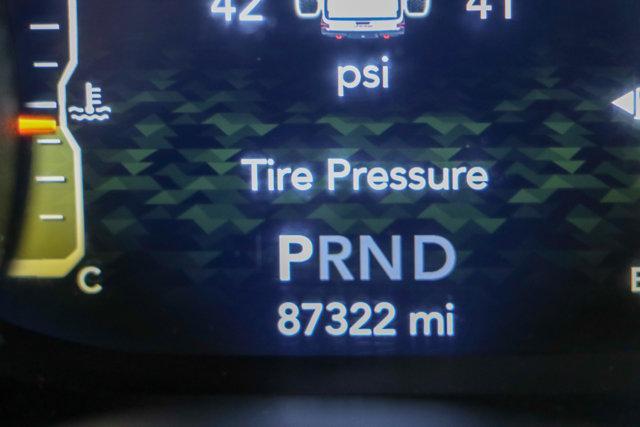 42 41
psi
Tire Pressure
PRND
C
87322 mi